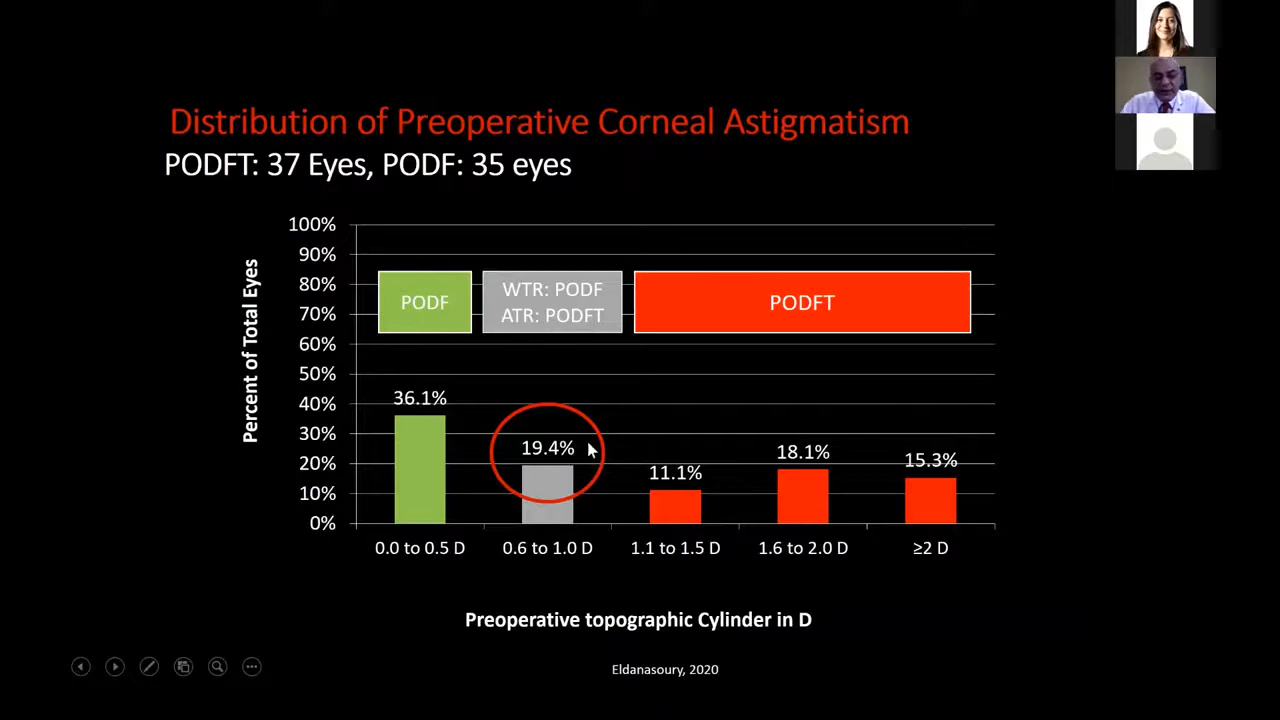 Distribution of Preoperative Corneal Astigmatism
PODFT: 37 Eyes, PODF: 35 eyes
Percent of Total Eyes
100%
90%
80%
70%
60%
50%
40%
30%
20%
10%
0%
PODF
WTR: PODF
ATR: PODFT
PODFT
36.1%
19.4%
11.1%
18.1%
15.3%
0.0 to 0.5 D
0.6 to 1.0 D
1.1 to 1.5 D
1.6 to 2.0 D
≥2 D
Preoperative topographic Cylinder in D
Eldanasoury, 2020